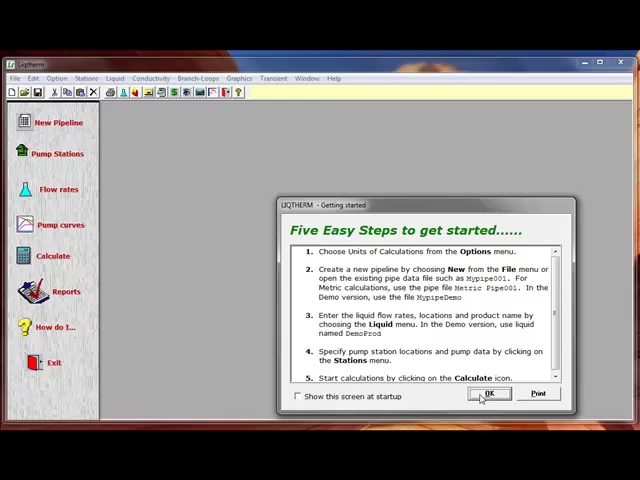 Liqtherm
File Edit Option Stations Liquid Conductivity Branch-Loops Graphics Transient Window Help
New Pipeline
Pump Stations
Flow rates
Pump curves
Calculate
Reports
How do I...
Exit
LIQTHERM - Getting started
Five Easy Steps to get started......
1. Choose Units of Calculations from the Options menu.
2. Create a new pipeline by choosing New from the File menu or
open the existing pipe data file such as Mypipe001. For
Metric calculations, use the pipe file Metric Pipe001. In the
Demo version, use the file MypipeDemo
3. Enter the liquid flow rates, locations and product name by
choosing the Liquid menu. In the Demo version, use liquid
named DemoProd
4. Specify pump station locations and pump data by clicking on
the Stations menu.
5. Start calculations by clicking on the Calculate icon.
Show this screen at startup
OK
Print